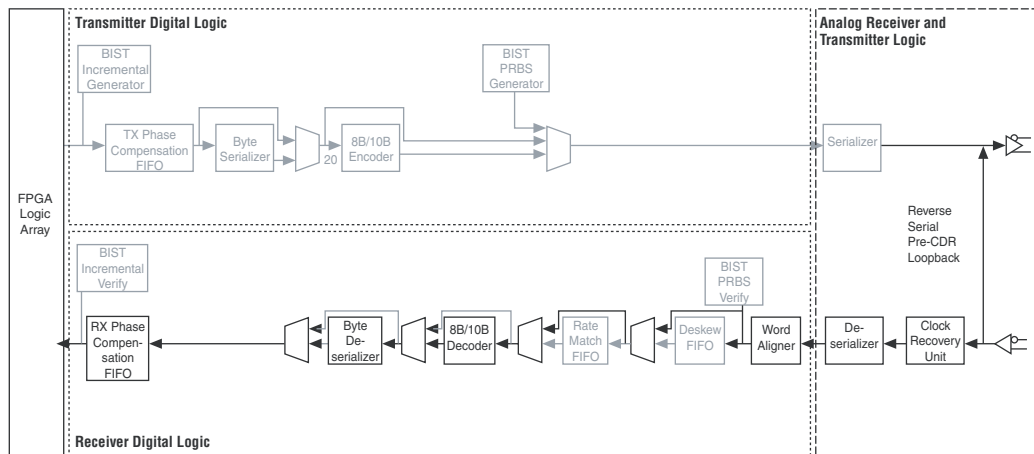 Transmitter Digital Logic
Analog Receiver and
Transmitter Logic
BIST
Incremental
Generator
BIST
PRBS
Generator
TX Phase
Compensation
FIFO
Byte
Serializer
20
8B/10B
Encoder
Serializer
FPGA
Logic
Array
Reverse
Serial
Pre-CDR
Loopback
BIST
Incremental
Verify
BIST
PRBS
Verify
RX Phase
Compen-
sation
FIFO
Byte
De-
serializer
8B/10B
Decoder
Rate
Match
FIFO
Deskew
FIFO
Word
Aligner
De-
serializer
Clock
Recovery
Unit
Receiver Digital Logic